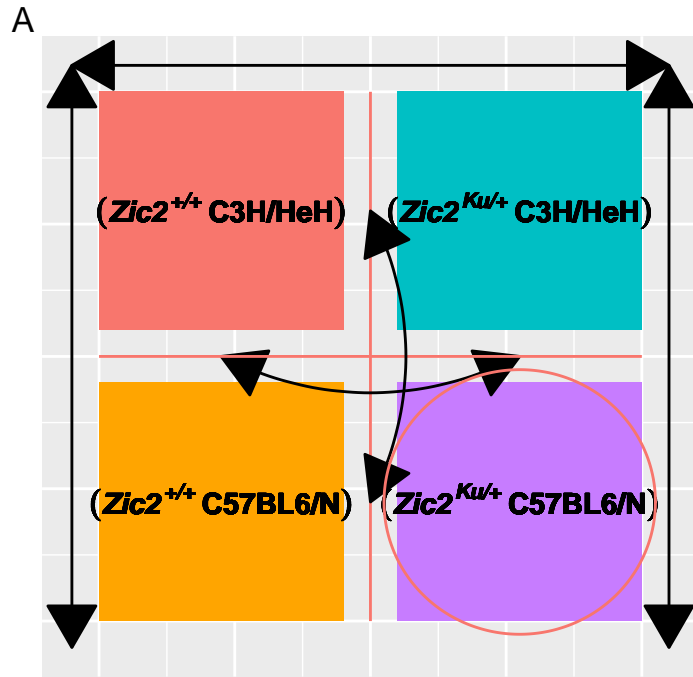 A
(Zic2+/+ C3H/HeH) (Zic2Ku/+ C3H/HeH)
(Zic2+/+ C57BL6/N) (Zic2Ku/+ C57BL6/N)